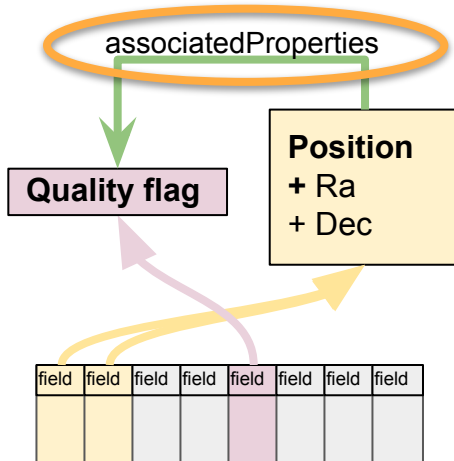 associatedProperties
Position
+ Ra
+ Dec
Quality flag
field field field field field field field field